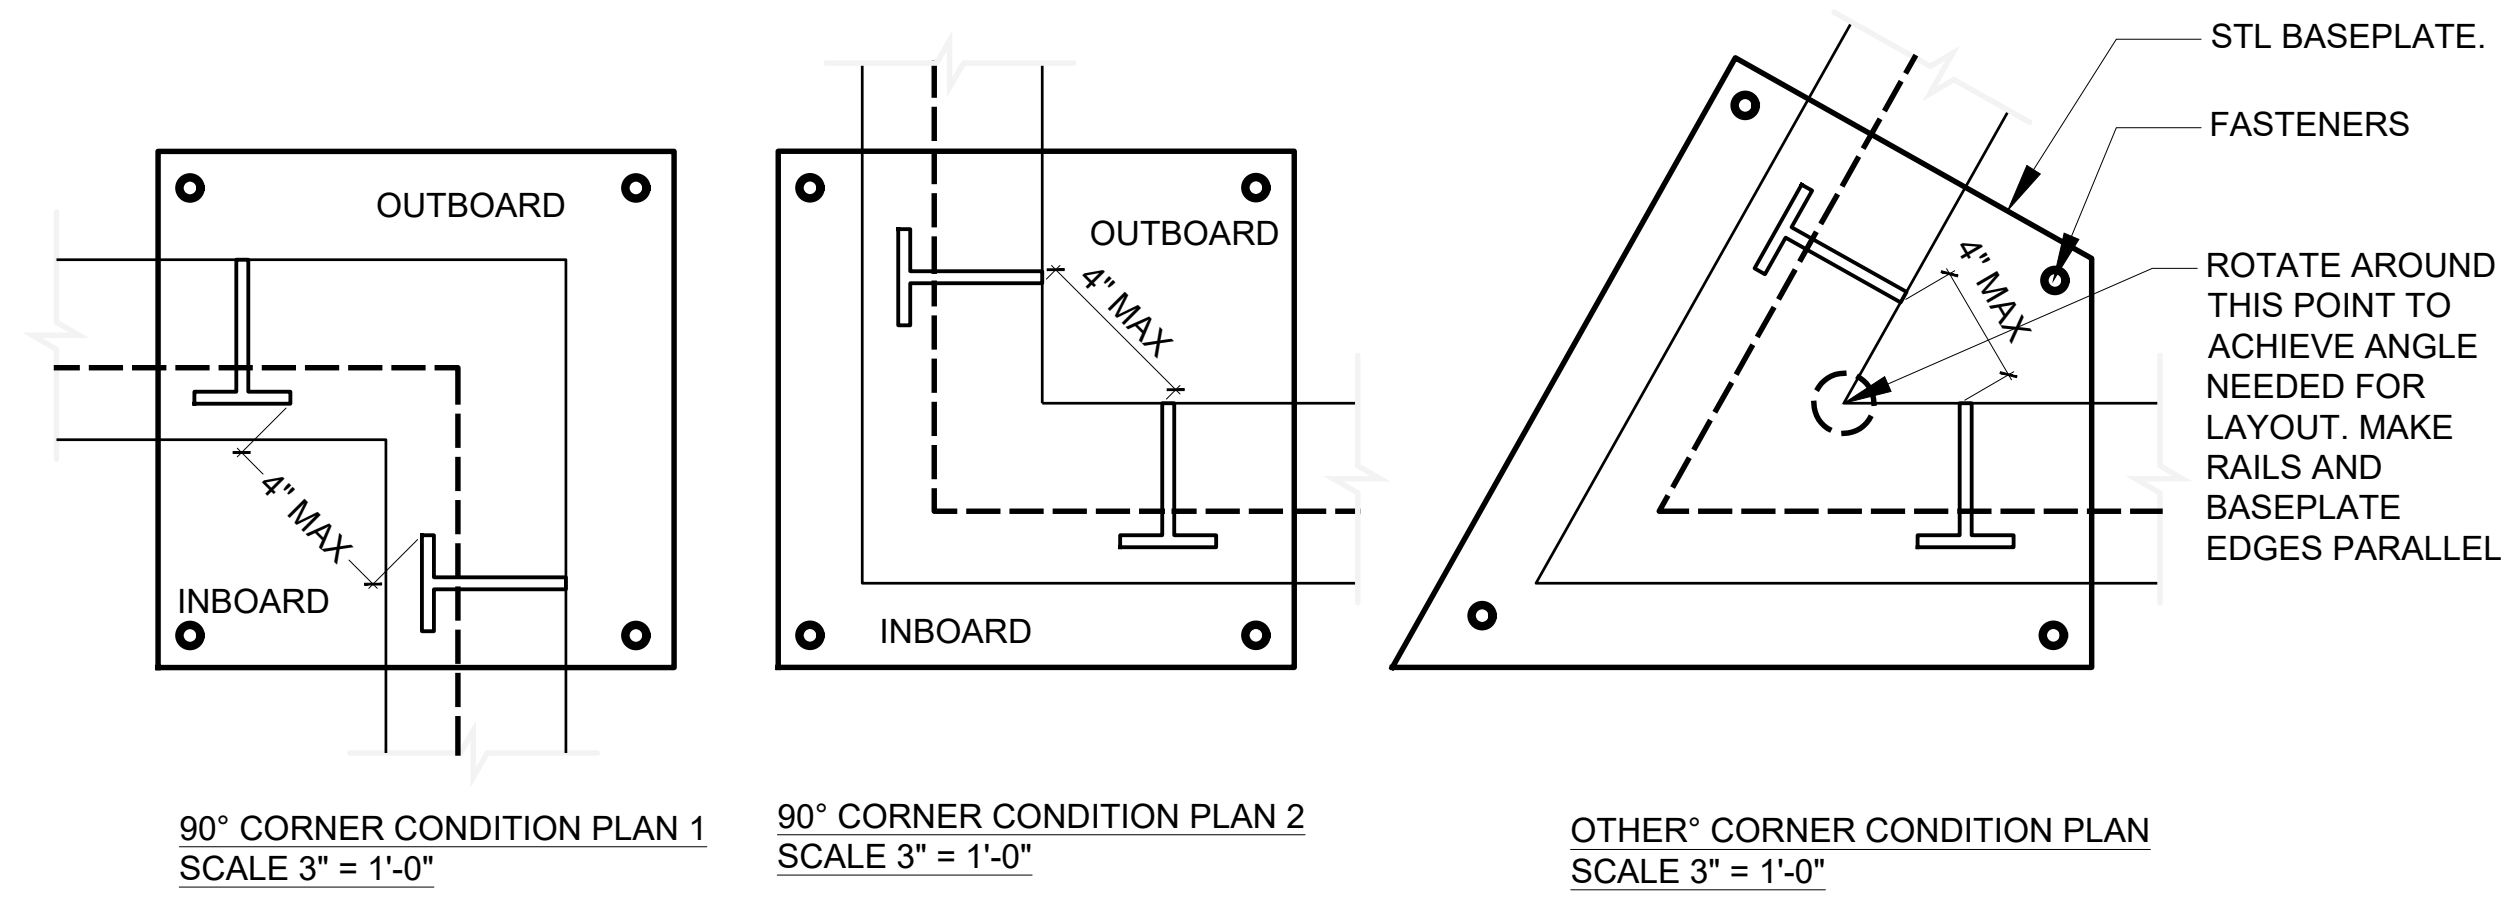 OUTBOARD
4" MAX
INBOARD
90° CORNER CONDITION PLAN 1
SCALE 3" = 1'-0"
OUTBOARD
4" MAX
INBOARD
90° CORNER CONDITION PLAN 2
SCALE 3" = 1'-0"
STL BASEPLATE.
FASTENERS
4" MAX
ROTATE AROUND
THIS POINT TO
ACHIEVE ANGLE
NEEDED FOR
LAYOUT. MAKE
RAILS AND
BASEPLATE
EDGES PARALLEL
OTHER° CORNER CONDITION PLAN
SCALE 3" = 1'-0"